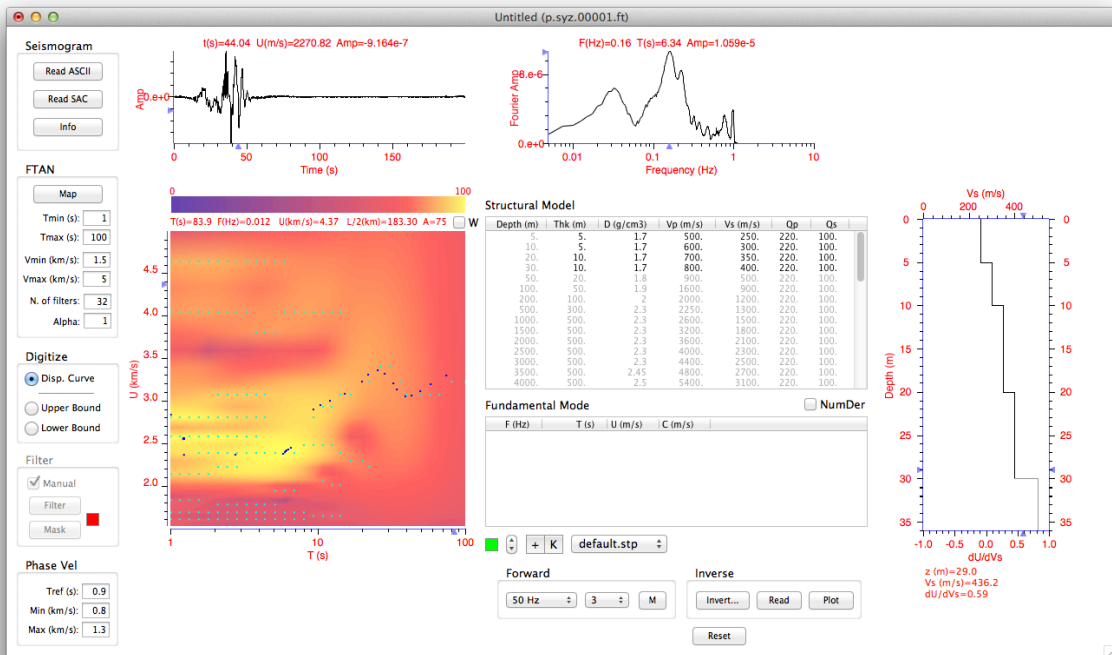 Untitled (p.syz.00001.ft)
Seismogram
Read ASCII
Read SAC
Info
t(s)=44.04 U(m/s)=2270.82 Amp=-9.164e-7
Amp
0.e+0
0 50 100 150
Time (s)
F(Hz)=0.16 T(s)=6.34 Amp=1.059e-5
Fourier Amp
8.e-6
0.e+0
0.01 0.1 1 10
Frequency (Hz)
FTAN
Map
Tmin (s): 1
Tmax (s): 100
Vmin (km/s): 1.5
Vmax (km/s): 5
N. of filters: 32
Alpha: 1
Digitize
Disp. Curve
Upper Bound
Lower Bound
Filter
Manual
Filter
Mask
Phase Vel
Tref (s): 0.9
Min (km/s): 0.8
Max (km/s): 1.3
0 100
T(s)=83.9 F(Hz)=0.012 U(km/s)=4.37 L/2(km)=183.30 A=75 W
U (km/s)
4.5
4.0
3.5
3.0
2.5
2.0
1 10 100
T (s)
Structural Model
Depth (m) Thk (m) D (g/cm3) Vp (m/s) Vs (m/s) Qp Qs
5. 5. 1.7 500. 250. 220. 100.
10. 5. 1.7 600. 300. 220. 100.
20. 10. 1.7 700. 350. 220. 100.
30. 10. 1.7 800. 400. 220. 100.
50. 20. 1.8 900. 500. 220. 100.
100. 50. 1.9 1600. 900. 220. 100.
200. 100. 2 2000. 1200. 220. 100.
500. 300. 2.3 2250. 1300. 220. 100.
1000. 500. 2.3 2600. 1500. 220. 100.
1500. 500. 2.3 3200. 1800. 220. 100.
2000. 500. 2.3 3600. 2100. 220. 100.
2500. 500. 2.3 4000. 2300. 220. 100.
3000. 500. 2.3 4400. 2500. 220. 100.
3500. 500. 2.45 4800. 2700. 220. 100.
4000. 500. 2.5 5400. 3100. 220. 100.
Fundamental Mode
NumDer
F (Hz) T (s) U (m/s) C (m/s)
+ K default.stp
Forward
50 Hz 3 M
Inverse
Invert... Read Plot
Reset
Vs (m/s)
0 200 400
Depth (m)
0 0
5 5
10 10
15 15
20 20
25 25
30 30
35 35
-1.0 -0.5 0.0 0.5 1.0
dU/dVs
z (m)=29.0
Vs (m/s)=436.2
dU/dVs=0.59